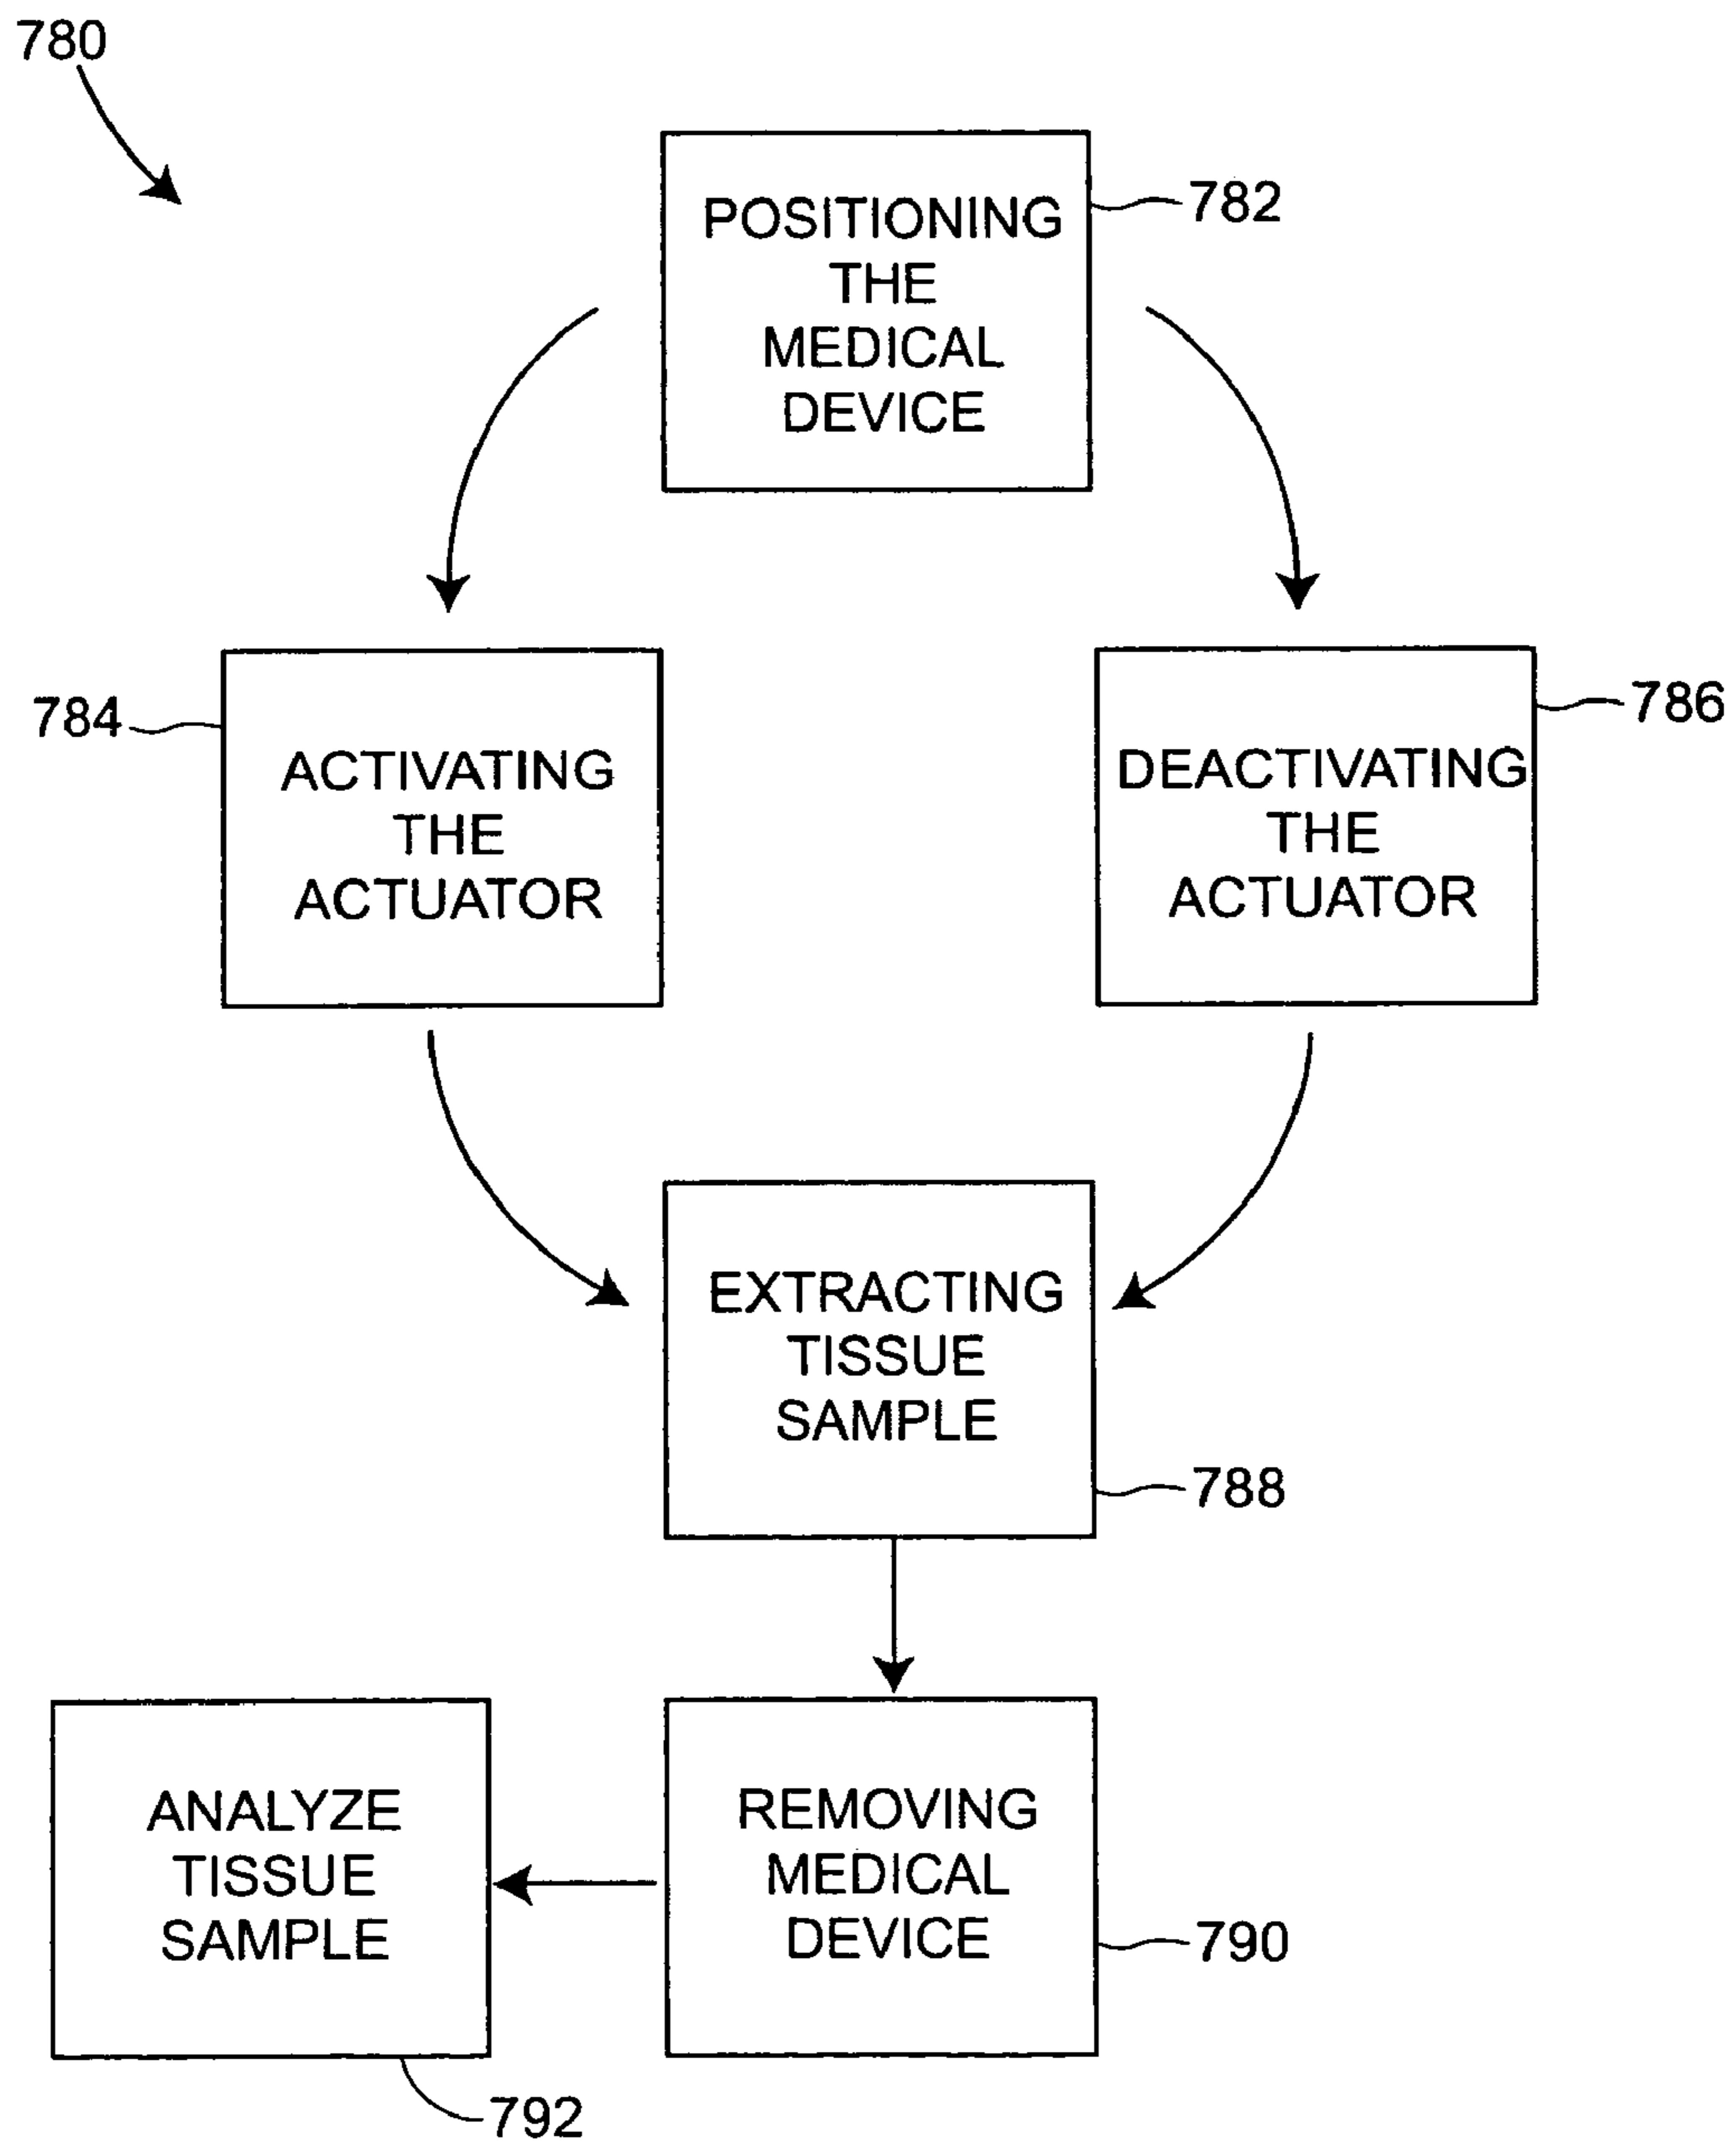 780
POSITIONING
THE
MEDICAL
DEVICE
782
784
ACTIVATING
THE
ACTUATOR
DEACTIVATING
THE
ACTUATOR
786
EXTRACTING
TISSUE
SAMPLE
788
ANALYZE
TISSUE
SAMPLE
792
REMOVING
MEDICAL
DEVICE
790